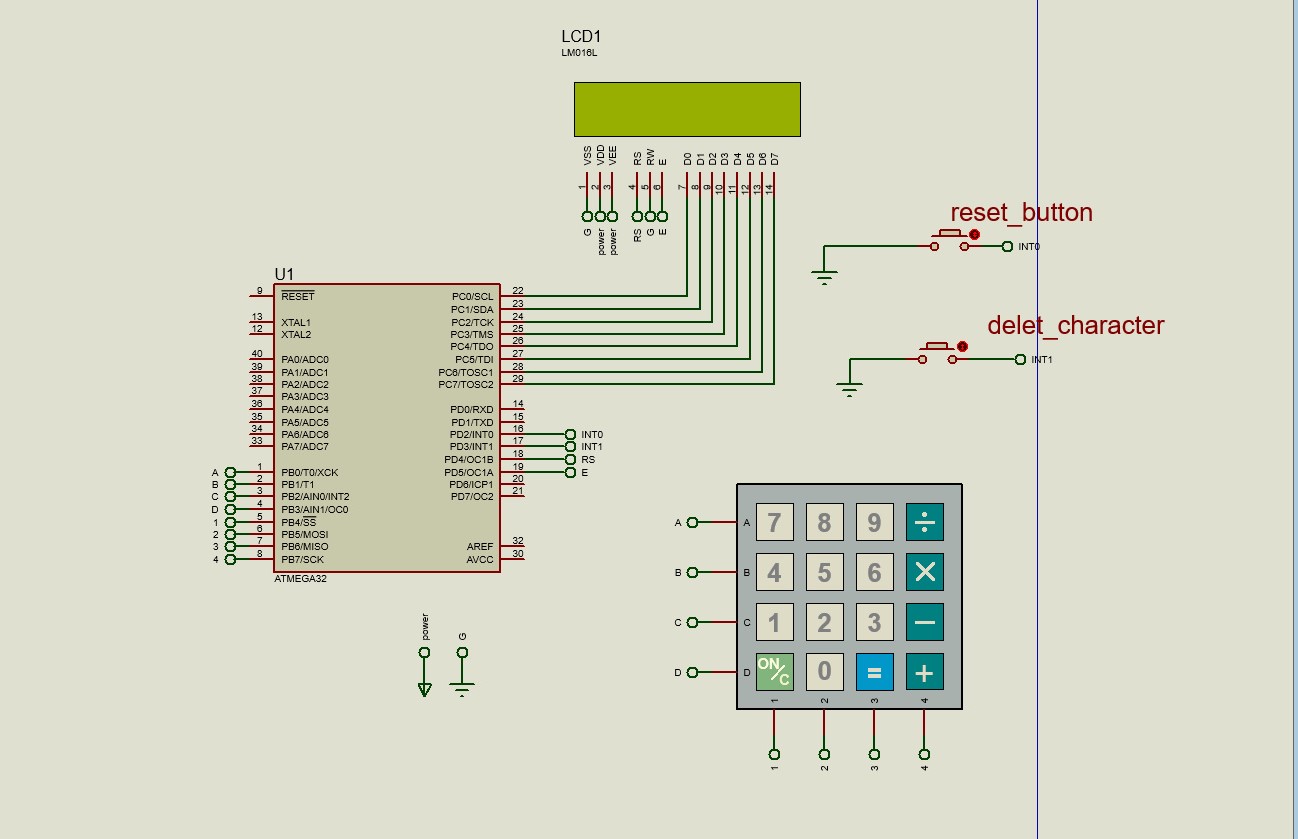 LCD1
LM016L
VSS
VDD
VEE
RS
RW
E
D0
D1
D2
D3
D4
D5
D6
D7
1
2
3
4
5
6
7
8
9
10
11
12
13
14
G
power
power
RS
G
E
reset_button
INT0
delet_character
INT1
U1
9 RESET PC0/SCL 22
PC1/SDA 23
13 XTAL1 PC2/TCK 24
12 XTAL2 PC3/TMS 25
PC4/TDO 26
40 PA0/ADC0 PC5/TDI 27
39 PA1/ADC1 PC6/TOSC1 28
38 PA2/ADC2 PC7/TOSC2 29
37 PA3/ADC3
36 PA4/ADC4 PD0/RXD 14
35 PA5/ADC5 PD1/TXD 15
34 PA6/ADC6 PD2/INT0 16 INT0
33 PA7/ADC7 PD3/INT1 17 INT1
PD4/OC1B 18 RS
A 1 PB0/T0/XCK PD5/OC1A 19 E
B 2 PB1/T1 PD6/ICP1 20
C 3 PB2/AIN0/INT2 PD7/OC2 21
D 4 PB3/AIN1/OC0
1 5 PB4/SS
2 6 PB5/MOSI
3 7 PB6/MISO AREF 32
4 8 PB7/SCK AVCC 30
ATMEGA32
power
G
A A 7 8 9 ÷
B B 4 5 6 ×
C C 1 2 3 −
D D ON/C 0 = +
1 2 3 4
1 2 3 4